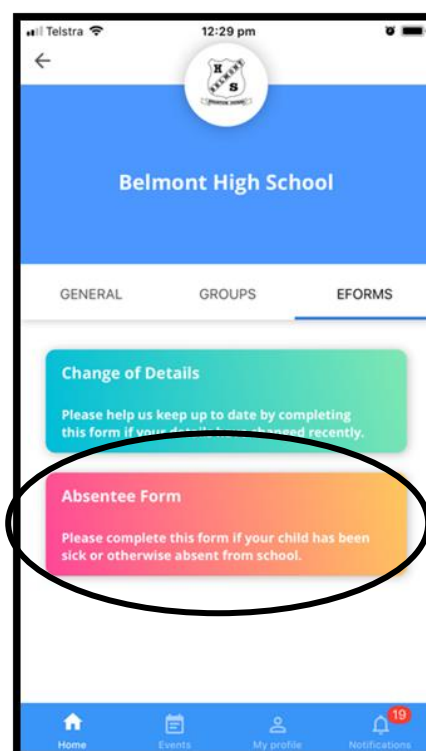 Telstra 12:29 pm
H
BELMONT
S
Belmont High School
GENERAL GROUPS EFORMS
Change of Details
Please help us keep up to date by completing
this form if your details have changed recently.
Absentee Form
Please complete this form if your child has been
sick or otherwise absent from school.
19
Home Events My profile Notifications